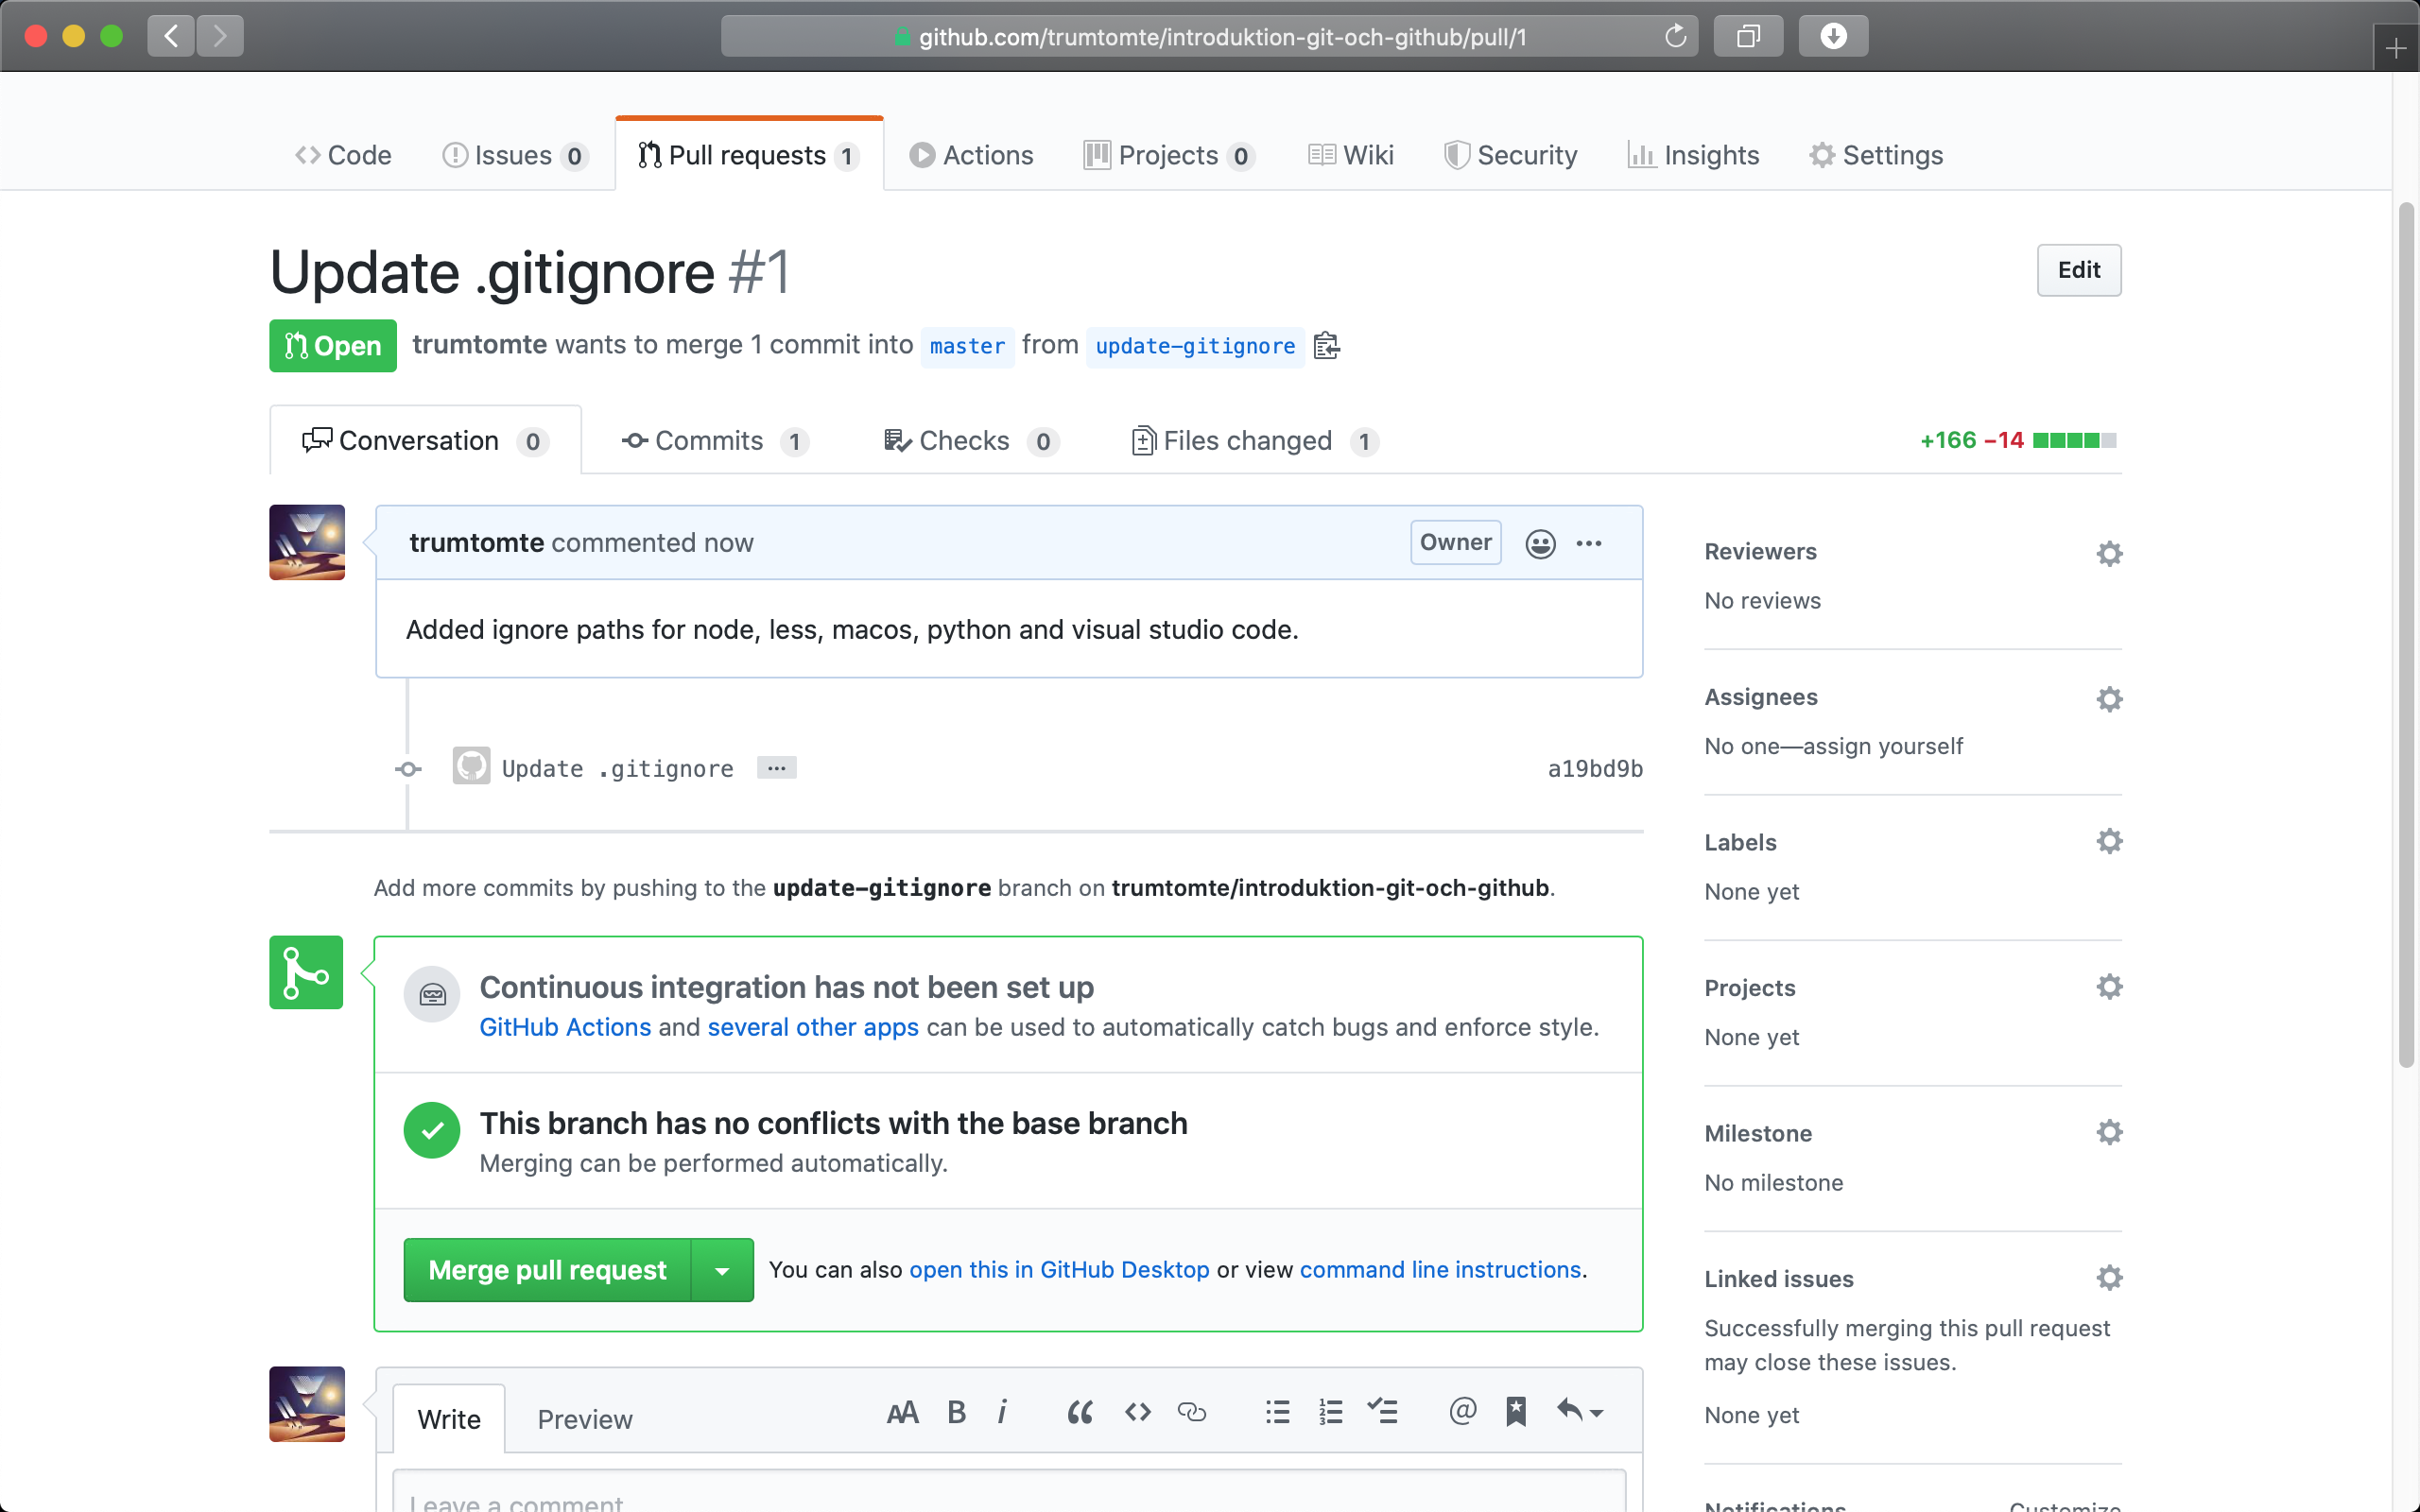 github.com/trumtomte/introduktion-git-och-github/pull/1
Code Issues 0 Pull requests 1 Actions Projects 0 Wiki Security Insights Settings
Update .gitignore #1
Edit
Open trumtomte wants to merge 1 commit into master from update-gitignore
Conversation 0 Commits 1 Checks 0 Files changed 1 +166 −14
trumtomte commented now Owner
Added ignore paths for node, less, macos, python and visual studio code.
Update .gitignore ... a19bd9b
Add more commits by pushing to the update-gitignore branch on trumtomte/introduktion-git-och-github.
Continuous integration has not been set up
GitHub Actions and several other apps can be used to automatically catch bugs and enforce style.
This branch has no conflicts with the base branch
Merging can be performed automatically.
Merge pull request You can also open this in GitHub Desktop or view command line instructions.
Write Preview
Leave a comment
Reviewers
No reviews
Assignees
No one—assign yourself
Labels
None yet
Projects
None yet
Milestone
No milestone
Linked issues
Successfully merging this pull request
may close these issues.
None yet
Notifications Customize